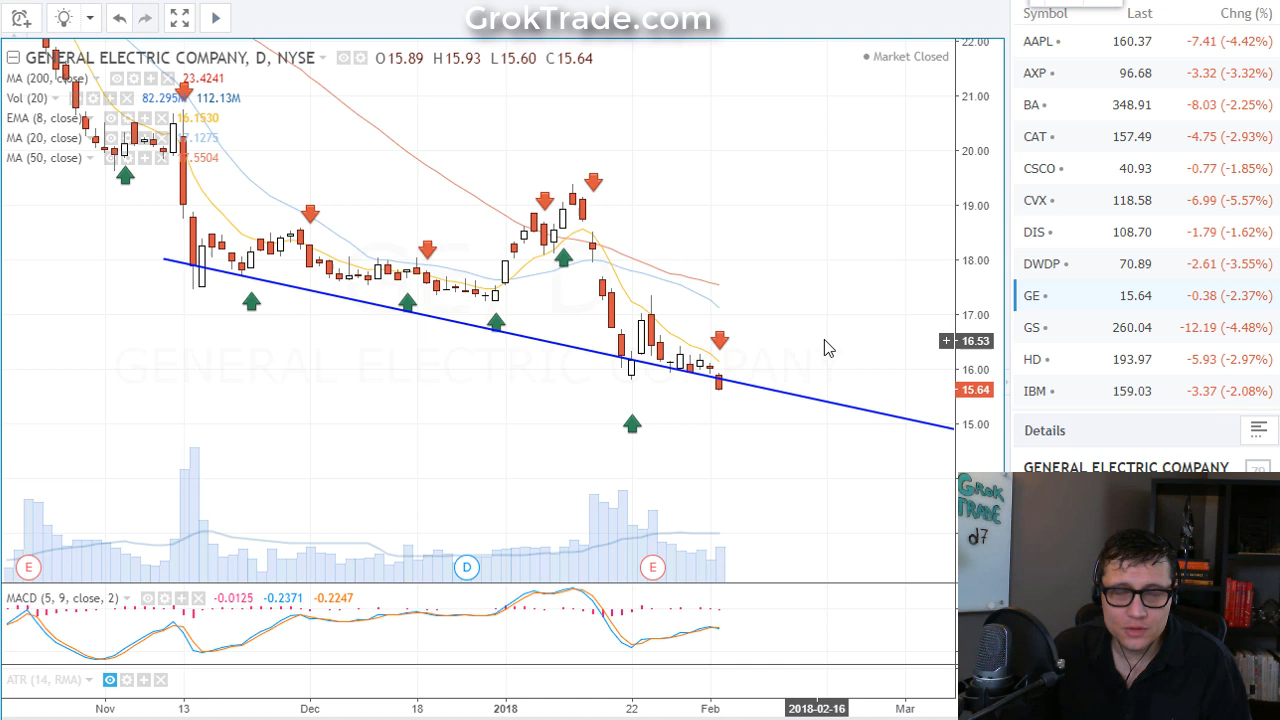 GrokTrade.com
GENERAL ELECTRIC COMPANY, D, NYSE O15.89 H15.93 L15.60 C15.64
Market Closed
MA (200, close) 23.4241
Vol (20) 112.13M
EMA (8, close) 16.1530
MA (20, close)
MA (50, close)
22.00
21.00
20.00
19.00
18.00
17.00
+ 16.53
16.00
15.64
15.00
GENERAL ELECTRIC COMPANY
E
D
E
MACD (5, 9, close, 2) -0.0125 -0.2371 -0.2247
ATR (14, RMA)
Nov 13 Dec 18 2018 22 Feb 2018-02-16 Mar
Symbol Last Chng (%)
AAPL 160.37 -7.41 (-4.42%)
AXP 96.68 -3.32 (-3.32%)
BA 348.91 -8.03 (-2.25%)
CAT 157.49 -4.75 (-2.93%)
CSCO 40.93 -0.77 (-1.85%)
CVX 118.58 -6.99 (-5.57%)
DIS 108.70 -1.79 (-1.62%)
DWDP 70.89 -2.61 (-3.55%)
GE 15.64 -0.38 (-2.37%)
GS 260.04 -12.19 (-4.48%)
HD 193.97 -5.93 (-2.97%)
IBM 159.03 -3.37 (-2.08%)
Details
GENERAL ELECTRIC COMPANY
GROK
TRADE
d7